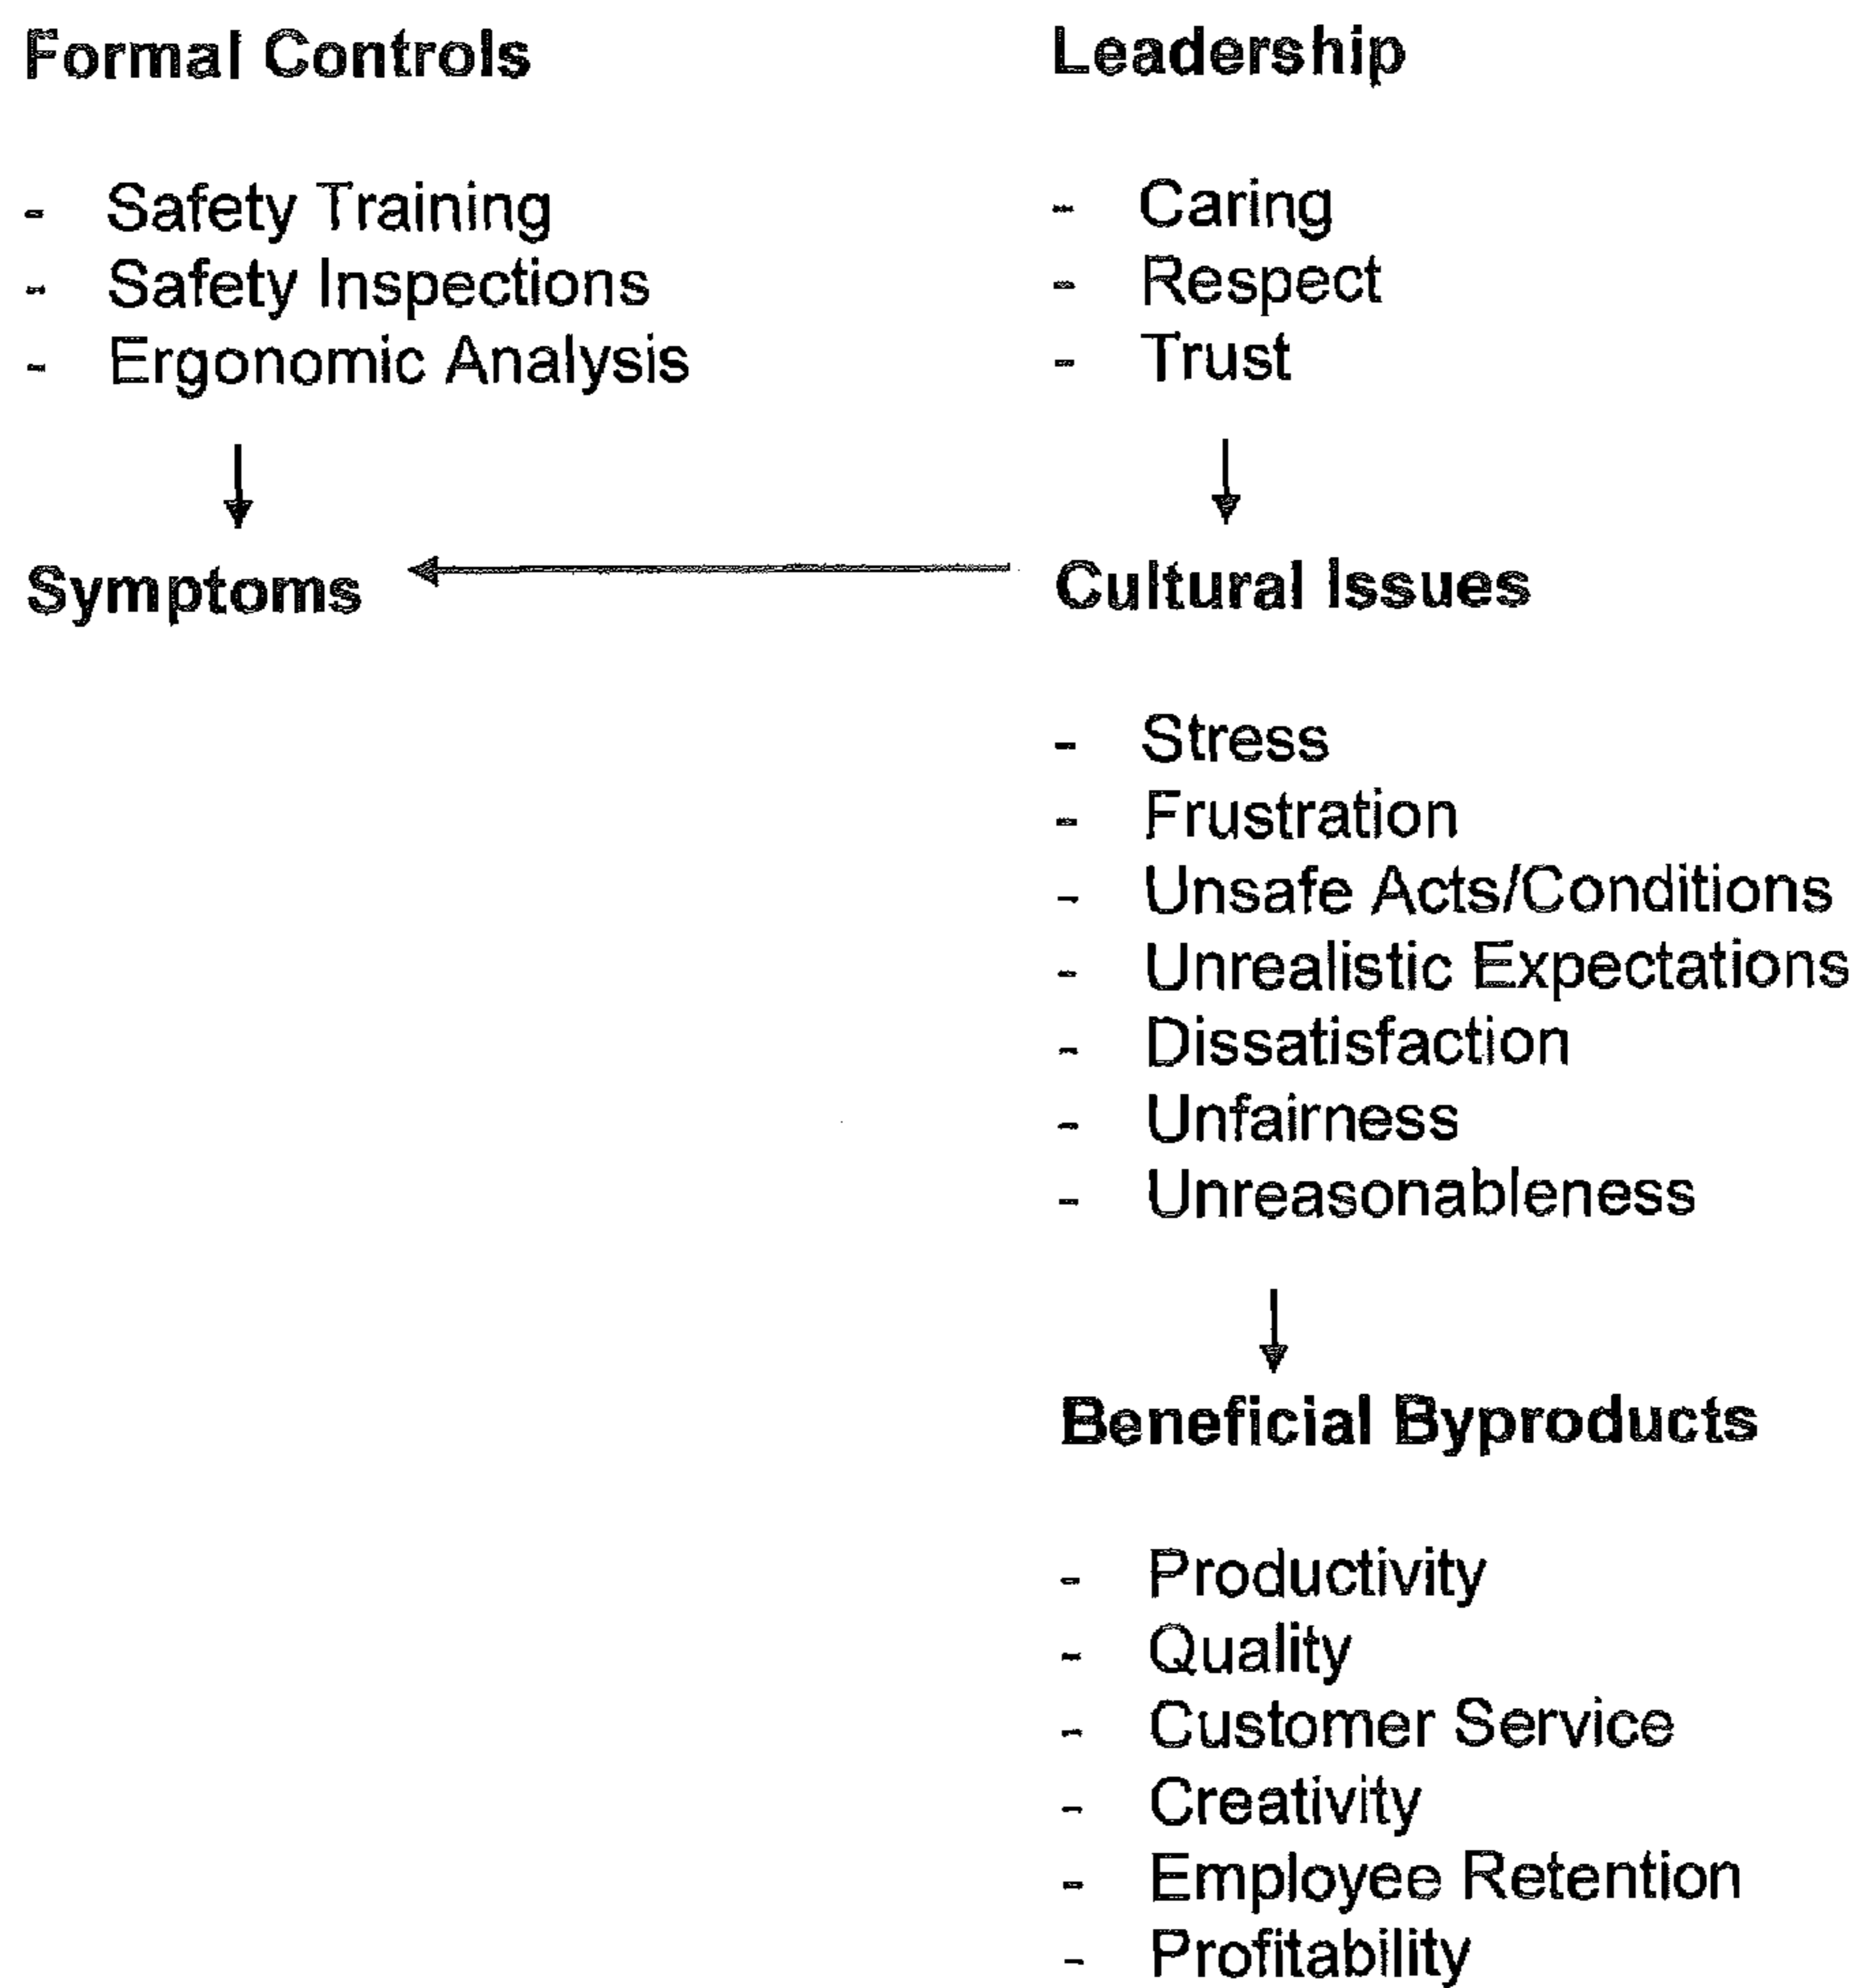 Formal Controls
- Safety Training
- Safety Inspections
- Ergonomic Analysis
Symptoms
Leadership
- Caring
- Respect
- Trust
Cultural Issues
- Stress
- Frustration
- Unsafe Acts/Conditions
- Unrealistic Expectations
- Dissatisfaction
- Unfairness
- Unreasonableness
Beneficial Byproducts
- Productivity
- Quality
- Customer Service
- Creativity
- Employee Retention
- Profitability